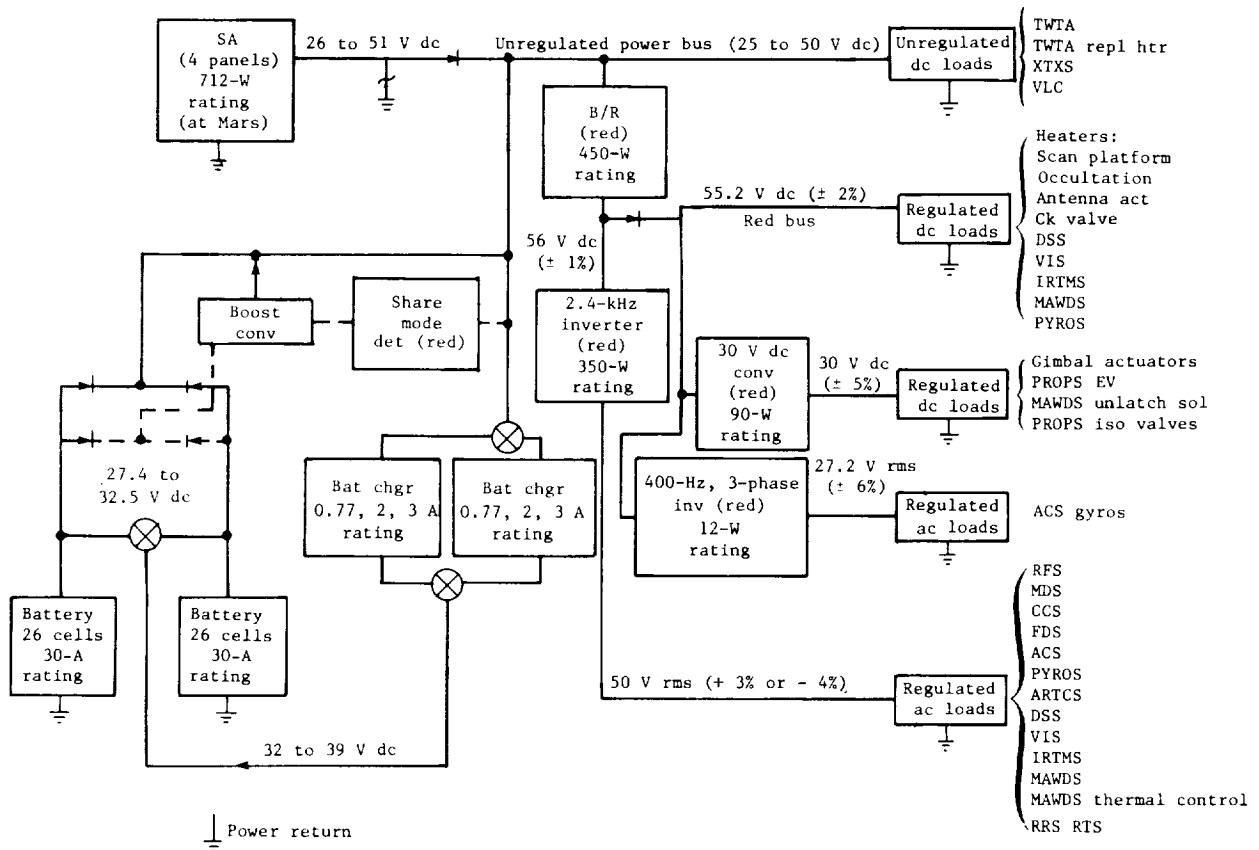 SA
(4 panels)
712-W
rating
(at Mars)
26 to 51 V dc
Unregulated power bus (25 to 50 V dc)
Unregulated
dc loads
TWTA
TWTA repl htr
XTXS
VLC
B/R
(red)
450-W
rating
55.2 V dc (± 2%)
Red bus
Regulated
dc loads
Heaters:
Scan platform
Occultation
Antenna act
Ck valve
DSS
VIS
IRTMS
MAWDS
PYROS
56 V dc
(± 1%)
Boost
conv
Share
mode
det (red)
2.4-kHz
inverter
(red)
350-W
rating
30 V dc
conv
(red)
90-W
rating
30 V dc
(± 5%)
Regulated
dc loads
Gimbal actuators
PROPS EV
MAWDS unlatch sol
PROPS iso valves
27.4 to
32.5 V dc
Bat chgr
0.77, 2, 3 A
rating
Bat chgr
0.77, 2, 3 A
rating
400-Hz, 3-phase
inv (red)
12-W
rating
27.2 V rms
(± 6%)
Regulated
ac loads
ACS gyros
Battery
26 cells
30-A
rating
Battery
26 cells
30-A
rating
50 V rms (+ 3% or - 4%)
Regulated
ac loads
RFS
MDS
CCS
FDS
ACS
PYROS
ARTCS
DSS
VIS
IRTMS
MAWDS
MAWDS thermal control
RRS RTS
32 to 39 V dc
Power return